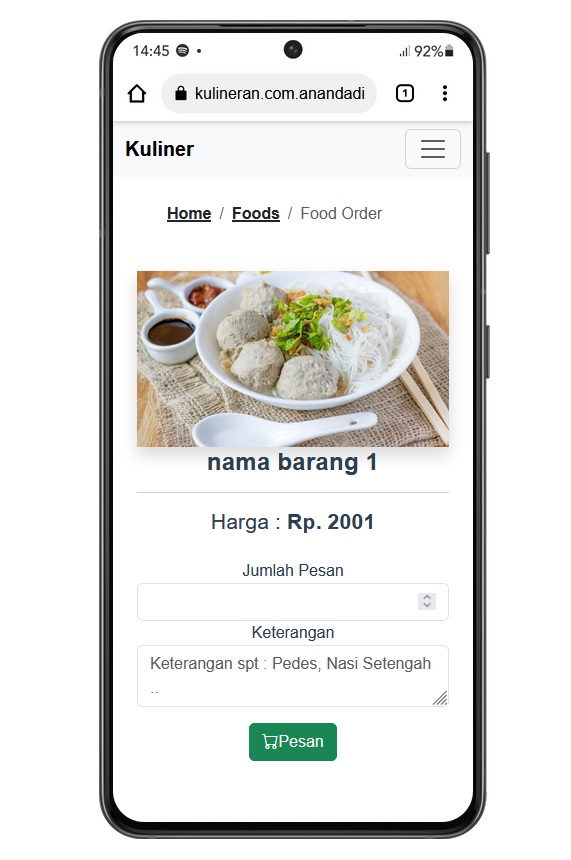 14:45
92%
kulineran.com.anandadi
1
Kuliner
Home / Foods / Food Order
nama barang 1
Harga : Rp. 2001
Jumlah Pesan
Keterangan
Keterangan spt : Pedes, Nasi Setengah
..
Pesan